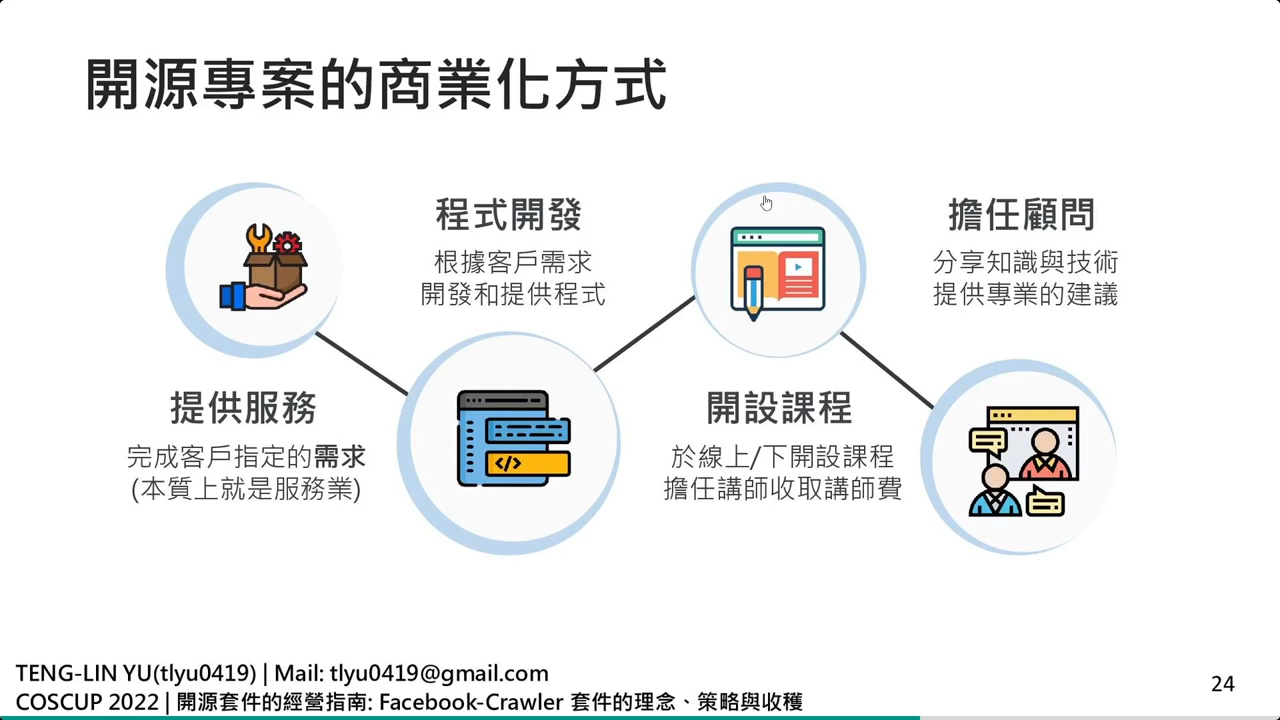 開源專案的商業化方式
提供服務
完成客戶指定的需求
(本質上就是服務業)
程式開發
根據客戶需求
開發和提供程式
開設課程
於線上/下開設課程
擔任講師收取講師費
擔任顧問
分享知識與技術
提供專業的建議
TENG-LIN YU(tlyu0419) | Mail: tlyu0419@gmail.com
COSCUP 2022 | 開源套件的經營指南: Facebook-Crawler 套件的理念、策略與收穫
24